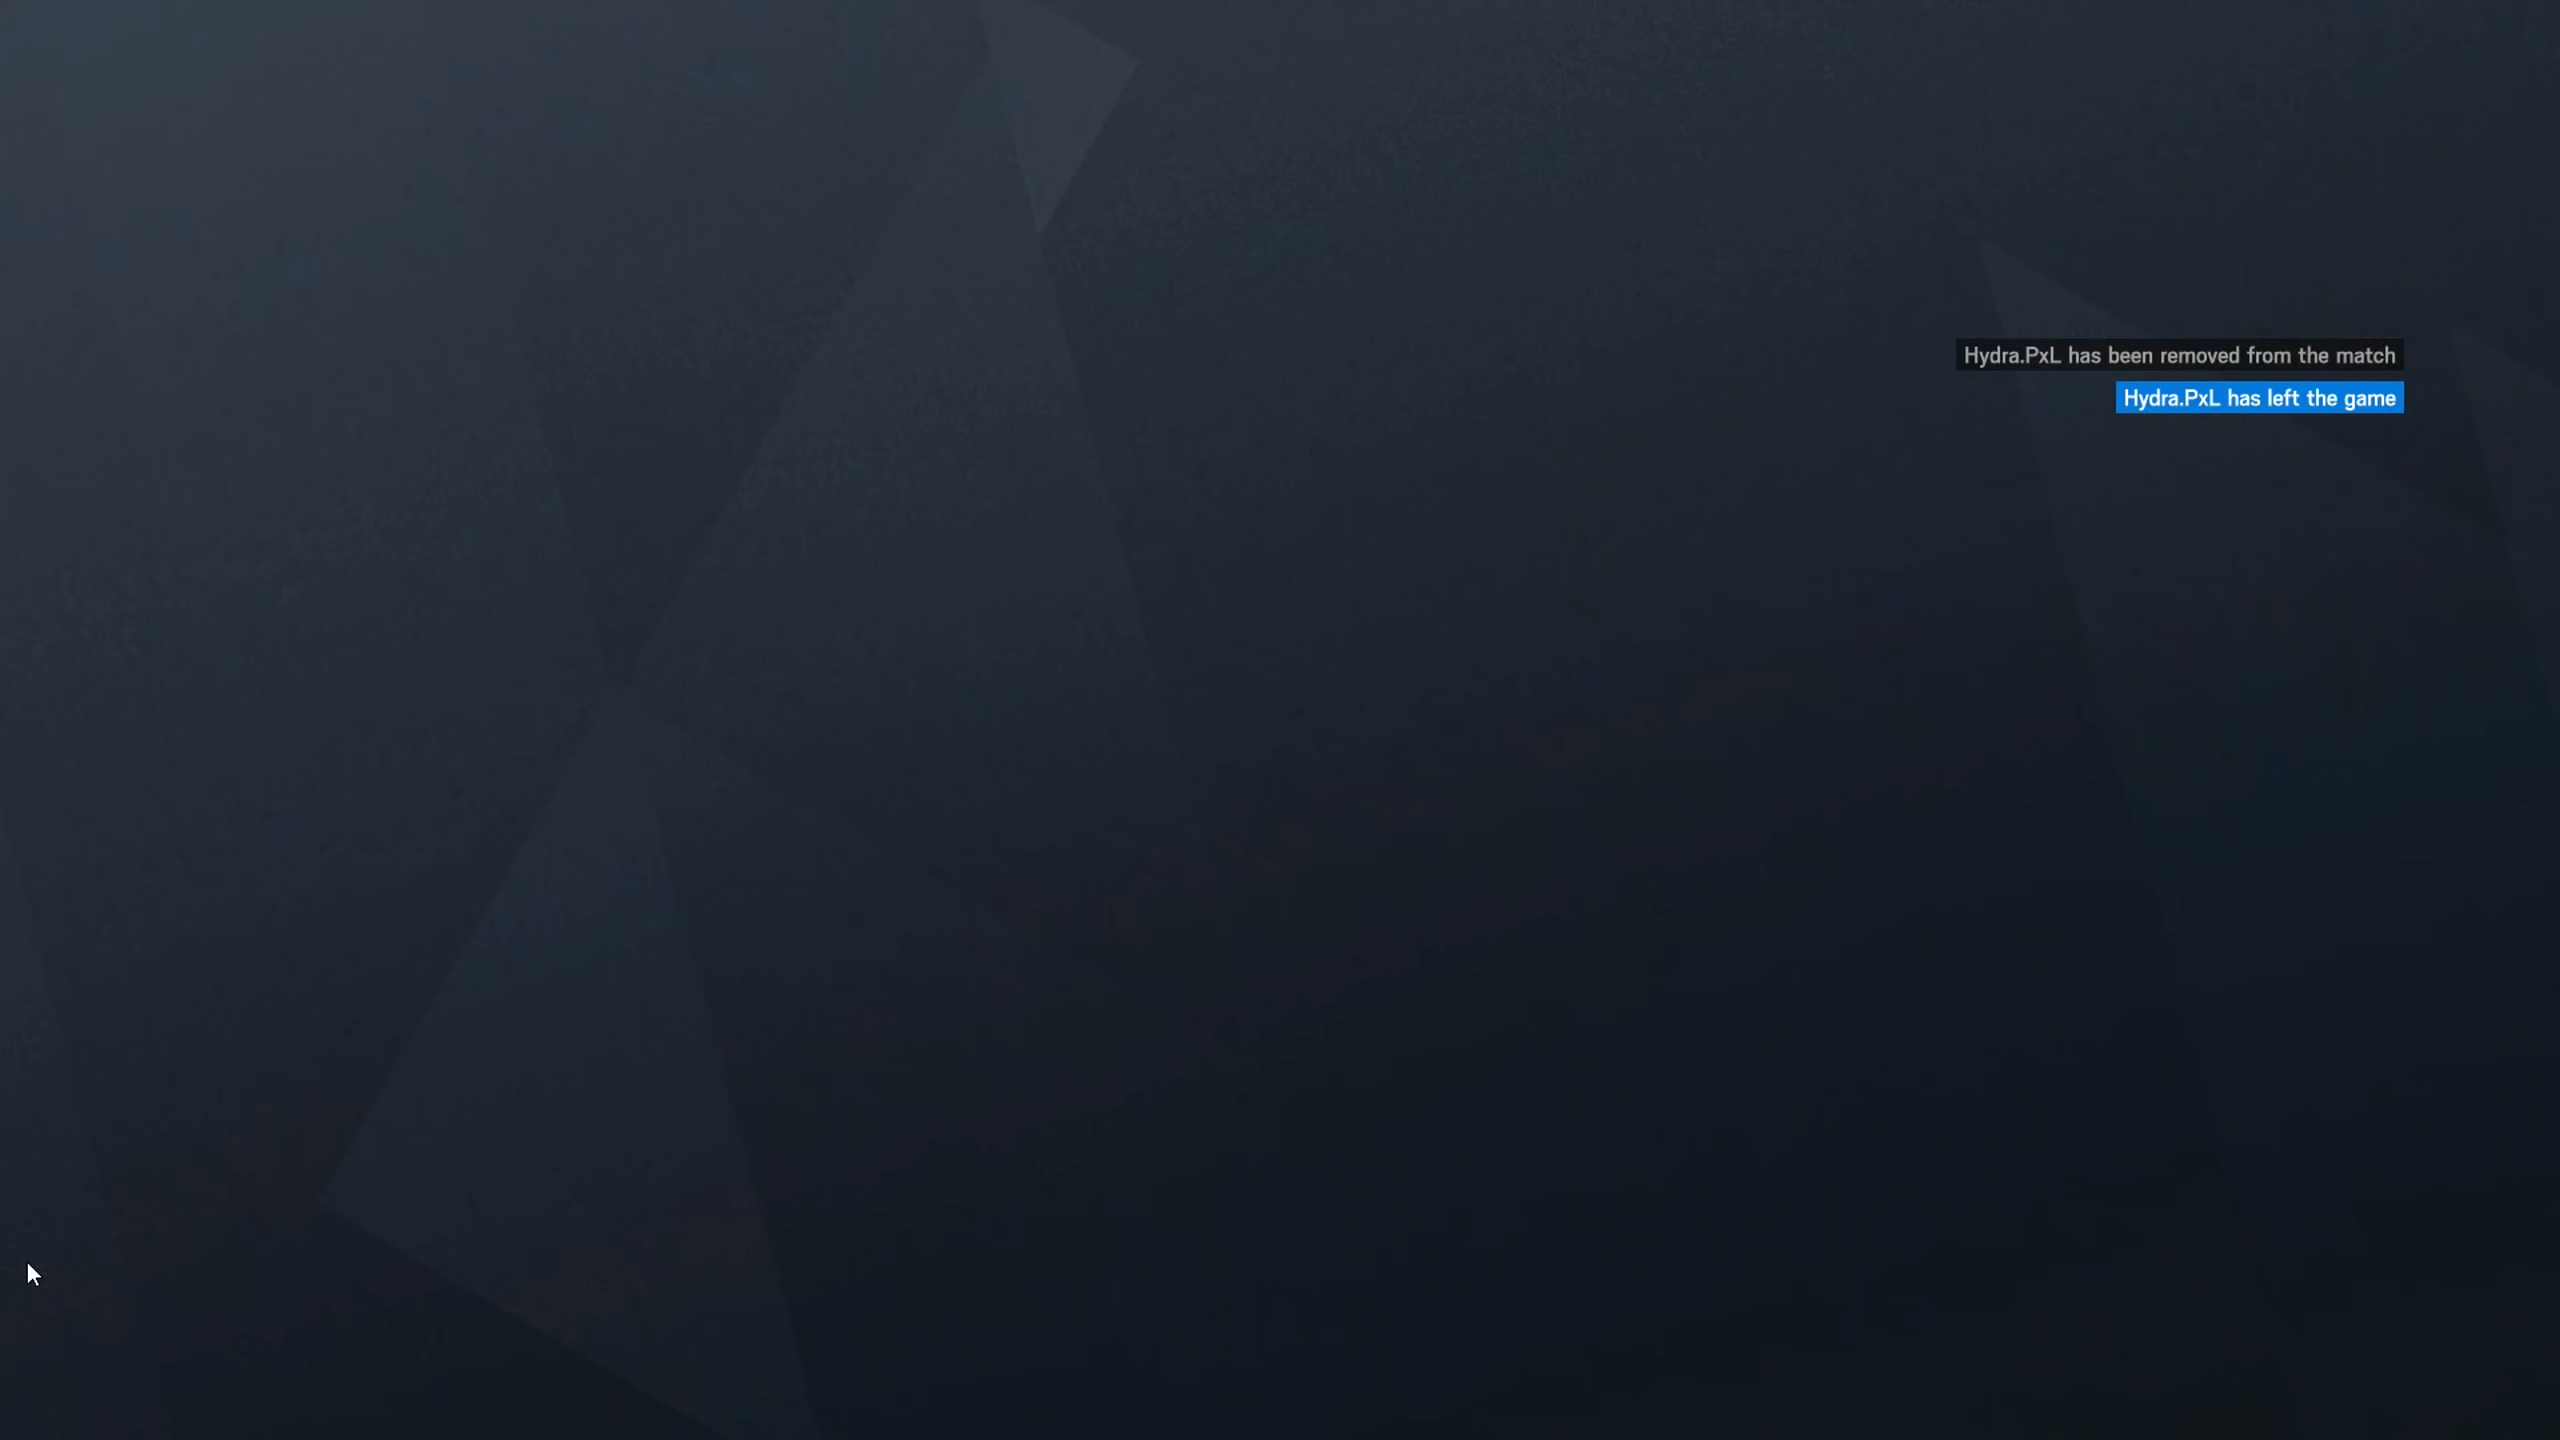 Hydra.PxL has been removed from the match
Hydra.PxL has left the game